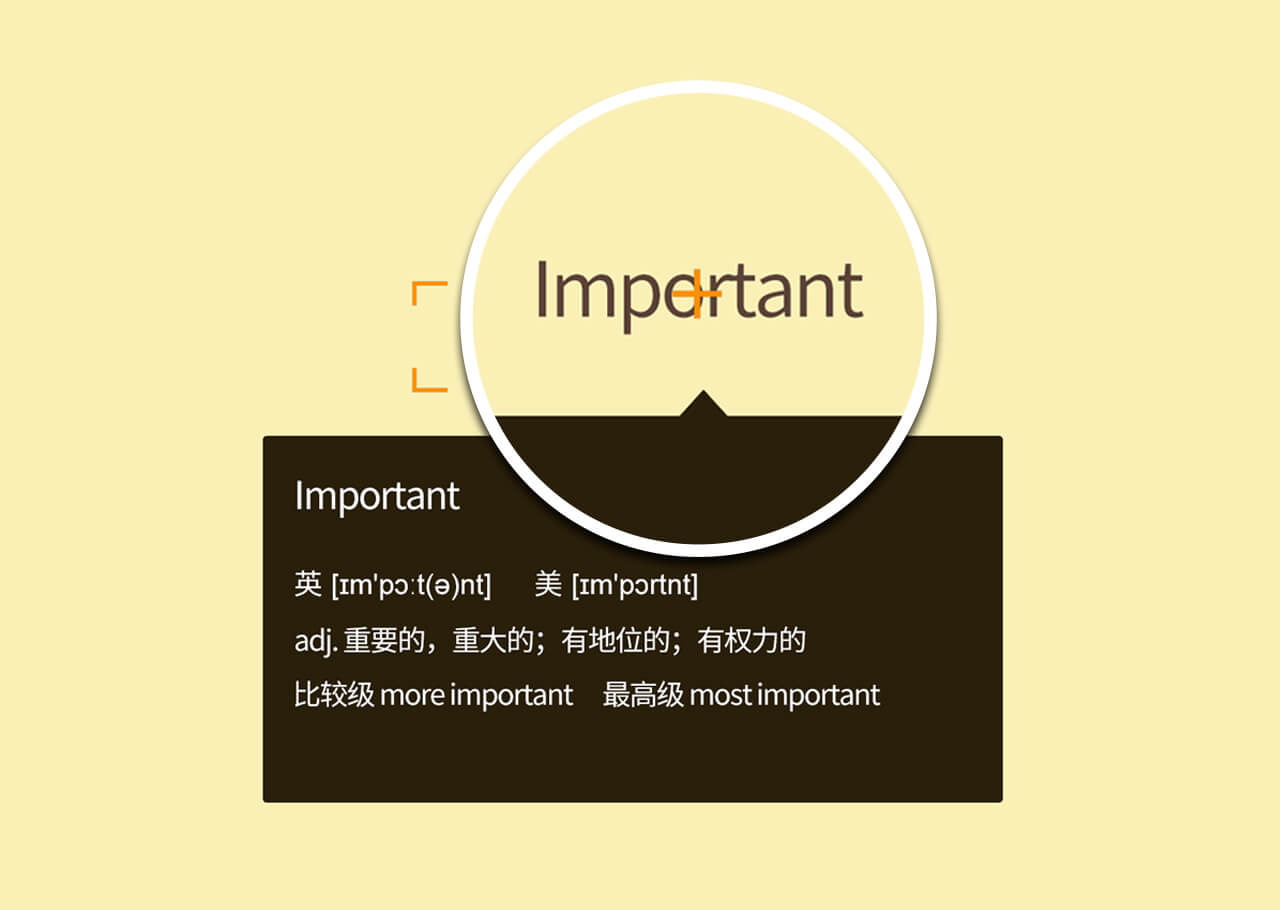 Important
Important
英 [ɪm'pɔːt(ə)nt] 美 [ɪm'pɔrtnt]
adj. 重要的，重大的；有地位的；有权力的
比较级 more important 最高级 most important